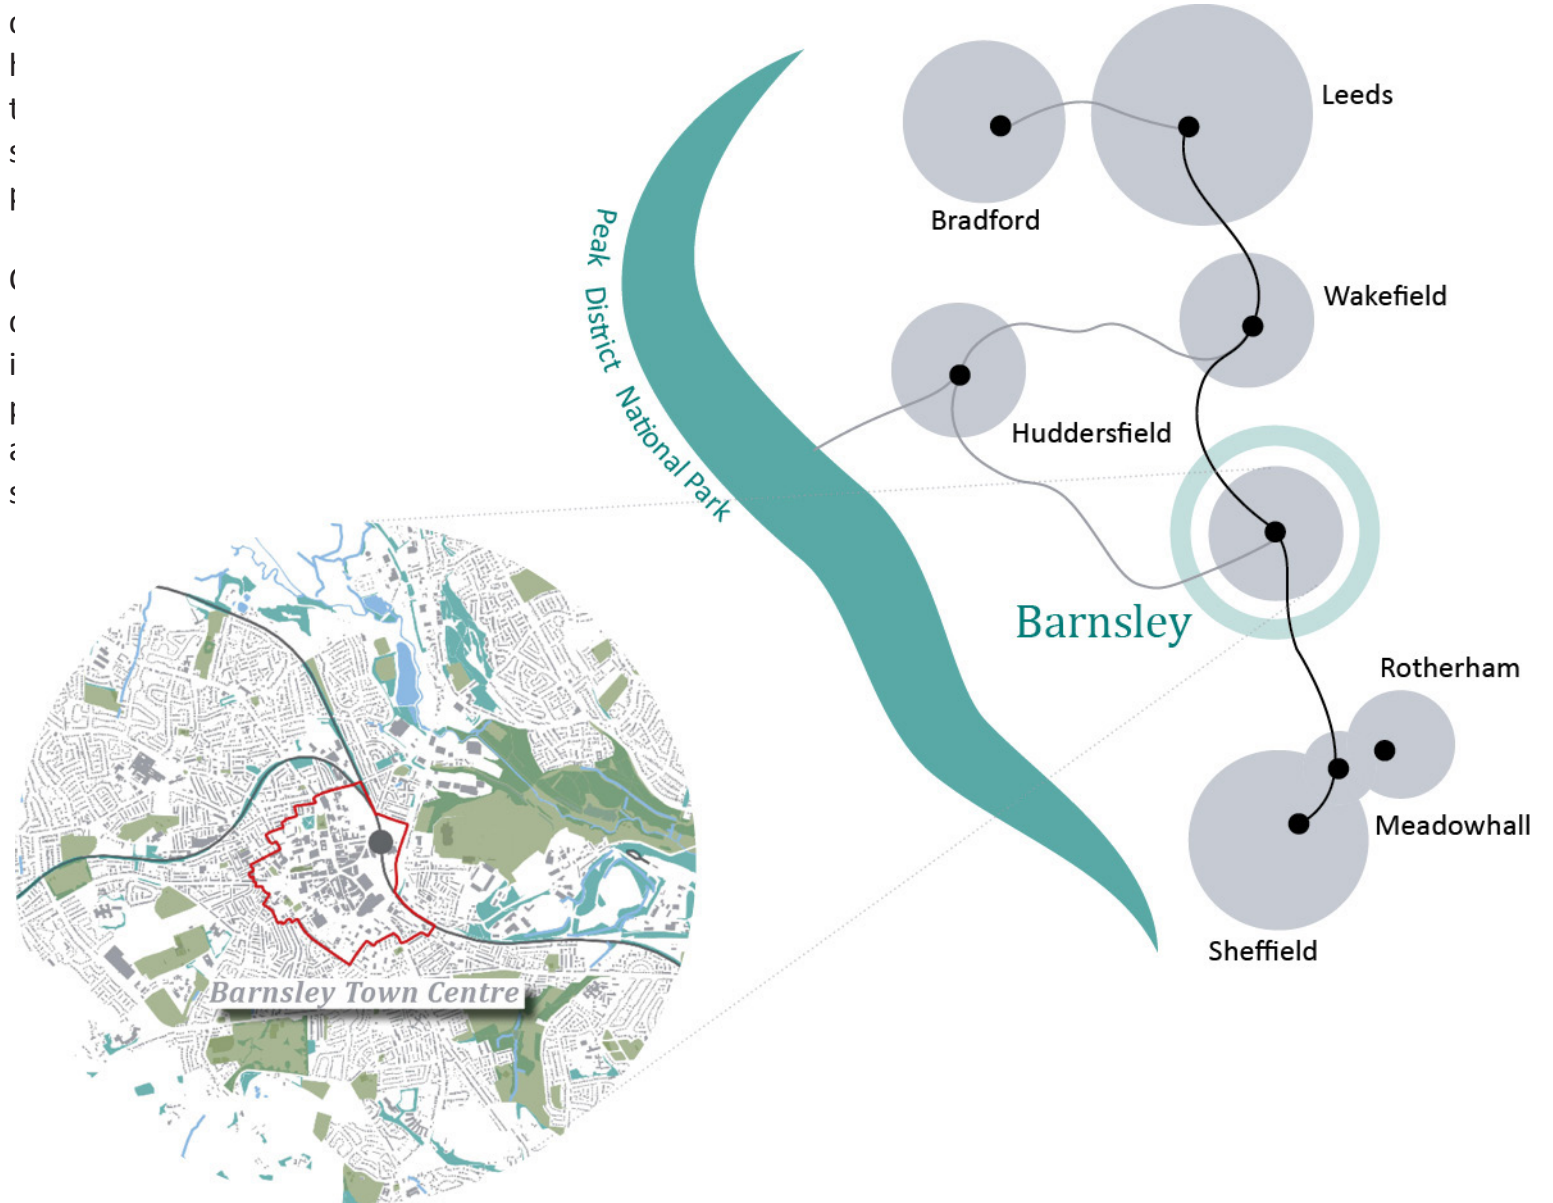 Leeds
Bradford
Peak District National Park
Wakefield
Huddersfield
Barnsley
Rotherham
Meadowhall
Sheffield
Barnsley Town Centre